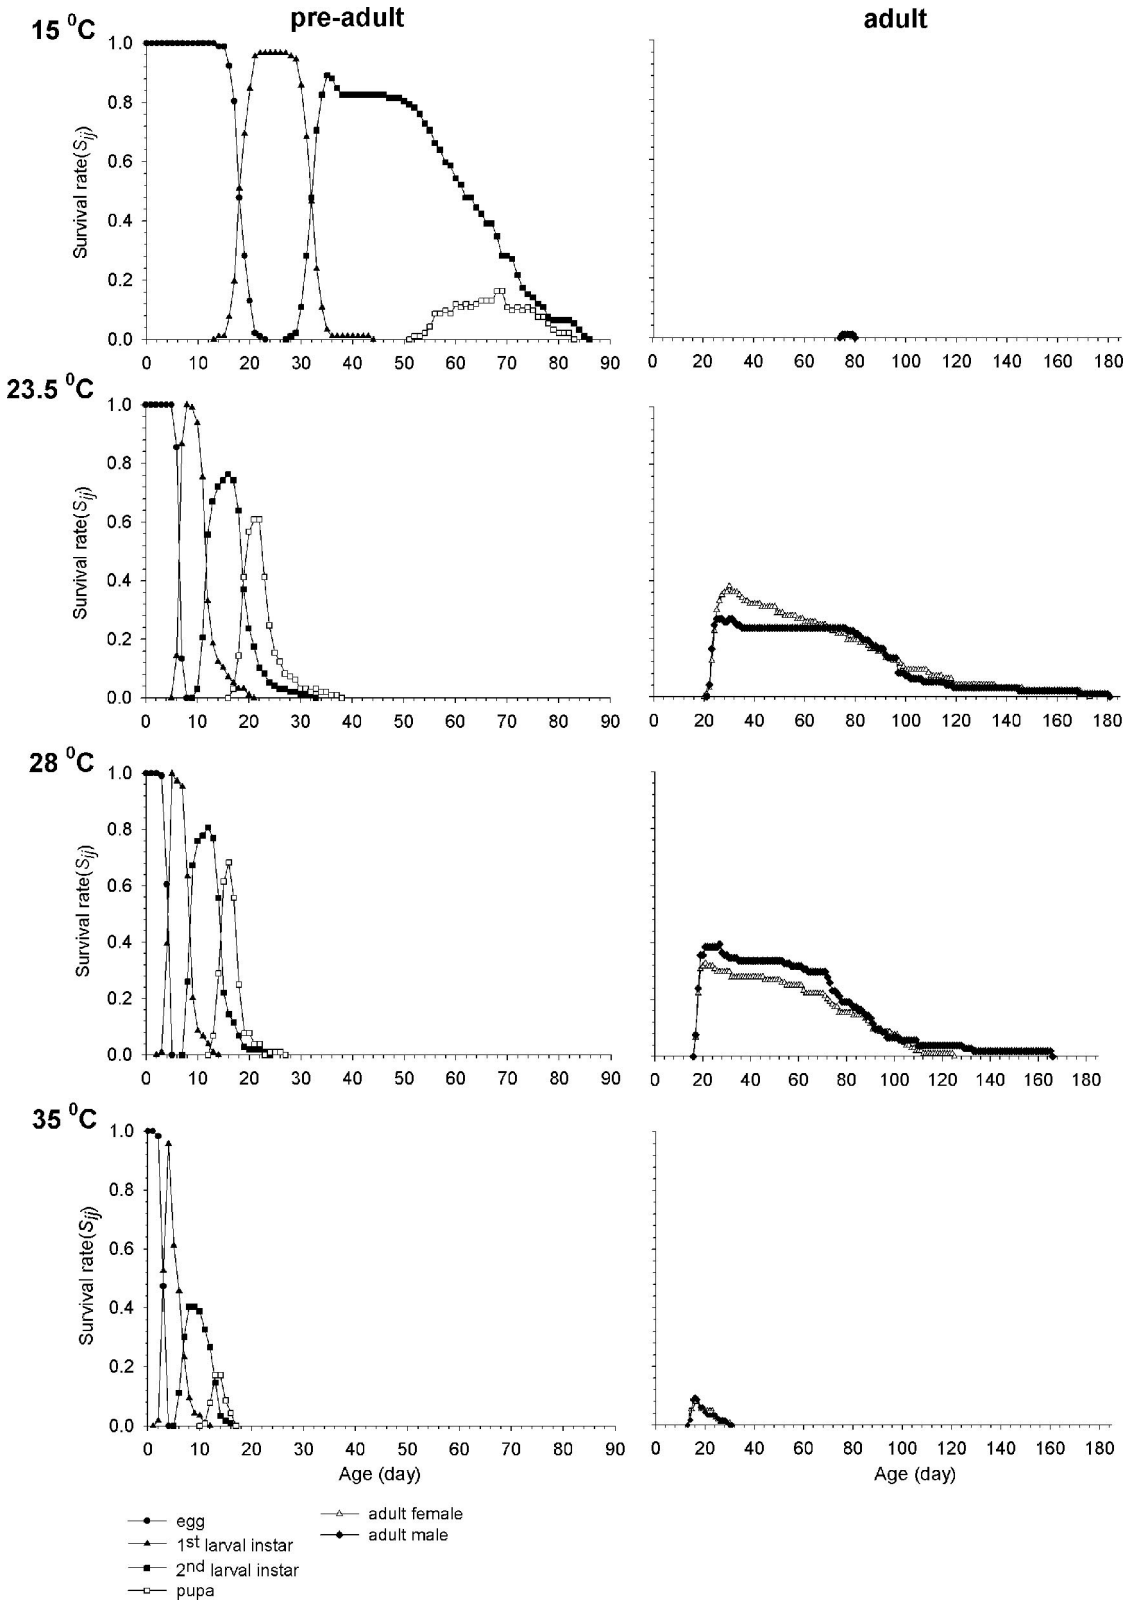 pre-adult adult
15 ⁰C
1.0
0.8
0.6
0.4
0.2
0.0
Survival rate(Sij)
0 10 20 30 40 50 60 70 80 90
0 20 40 60 80 100 120 140 160 180
23.5 ⁰C
1.0
0.8
0.6
0.4
0.2
0.0
Survival rate(Sij)
0 10 20 30 40 50 60 70 80 90
0 20 40 60 80 100 120 140 160 180
28 ⁰C
1.0
0.8
0.6
0.4
0.2
0.0
Survival rate(Sij)
0 10 20 30 40 50 60 70 80 90
0 20 40 60 80 100 120 140 160 180
35 ⁰C
1.0
0.8
0.6
0.4
0.2
0.0
Survival rate(Sij)
0 10 20 30 40 50 60 70 80 90
0 20 40 60 80 100 120 140 160 180
Age (day) Age (day)
egg
1st larval instar
2nd larval instar
pupa
adult female
adult male